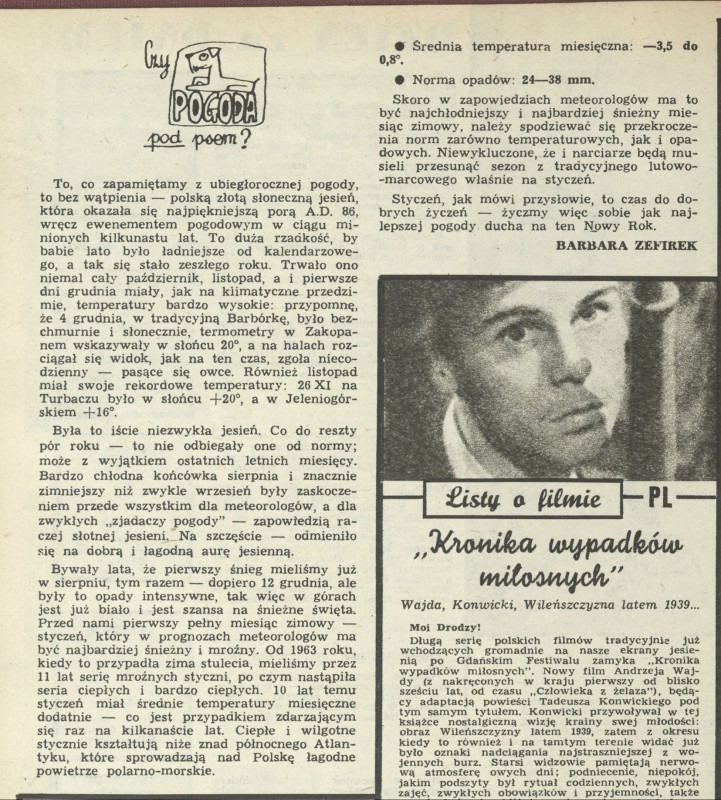 Czy
POGODA
pod psem?
To, co zapamiętamy z ubiegłorocznej pogody,
to bez wątpienia — polską złotą słoneczną jesień,
która okazała się najpiękniejszą porą A.D. 86,
wręcz ewenementem pogodowym w ciągu mi-
nionych kilkunastu lat. To duża rzadkość, by
babie lato było ładniejsze od kalendarzowe-
go, a tak się stało zeszłego roku. Trwało ono
niemal cały październik, listopad, a i pierwsze
dni grudnia miały, jak na klimatyczne przedzi-
mie, temperatury bardzo wysokie: przypomnę,
że 4 grudnia, w tradycyjną Barbórkę, było bez-
chmurnie i słonecznie, termometry w Zakopa-
nem wskazywały w słońcu 20°, a na halach roz-
ciągał się widok, jak na ten czas, zgoła nieco-
dzienny — pasące się owce. Również listopad
miał swoje rekordowe temperatury: 26 XI na
Turbaczu było w słońcu +20°, a w Jeleniogór-
skiem +16°.
Była to iście niezwykła jesień. Co do reszty
pór roku — to nie odbiegały one od normy;
może z wyjątkiem ostatnich letnich miesięcy.
Bardzo chłodna końcówka sierpnia i znacznie
zimniejszy niż zwykle wrzesień były zaskocze-
niem przede wszystkim dla meteorologów, a dla
zwykłych „zjadaczy pogody" — zapowiedzią ra-
czej słotnej jesieni. Na szczęście — odmieniło
się na dobrą i łagodną aurę jesienną.
Bywały lata, że pierwszy śnieg mieliśmy już
w sierpniu, tym razem — dopiero 12 grudnia, ale
były to opady intensywne, tak więc w górach
jest już biało i jest szansa na śnieżne święta.
Przed nami pierwszy pełny miesiąc zimowy —
styczeń, który w prognozach meteorologów ma
być najbardziej śnieżny i mroźny. Od 1963 roku,
kiedy to przypadła zima stulecia, mieliśmy przez
11 lat serię mroźnych styczni, po czym nastąpiła
seria ciepłych i bardzo ciepłych. 10 lat temu
styczeń miał średnie temperatury miesięczne
dodatnie — co jest przypadkiem zdarzającym
się raz na kilkanaście lat. Ciepłe i wilgotne
stycznie kształtują niże znad północnego Atlan-
tyku, które sprowadzają nad Polskę łagodne
powietrze polarno-morskie.
● Średnia temperatura miesięczna: —3,5 do
0,8°.
● Norma opadów: 24—38 mm.
Skoro w zapowiedziach meteorologów ma to
być najchłodniejszy i najbardziej śnieżny mie-
siąc zimowy, należy spodziewać się przekrocze-
nia norm zarówno temperaturowych, jak i opa-
dowych. Niewykluczone, że i narciarze będą mu-
sieli przesunąć sezon z tradycyjnego lutowo-
-marcowego właśnie na styczeń.
Styczeń, jak mówi przysłowie, to czas do do-
brych życzeń — życzmy więc sobie jak naj-
lepszej pogody ducha na ten Nowy Rok.
BARBARA ZEFIREK
Listy o filmie PL
„Kronika wypadków
miłosnych"
Wajda, Konwicki, Wileńszczyzna latem 1939...
Moi Drodzy!
Długą serię polskich filmów tradycyjnie już
wchodzących gromadnie na nasze ekrany jesie-
nią po Gdańskim Festiwalu zamyka „Kronika
wypadków miłosnych". Nowy film Andrzeja Waj-
dy (z nakręconych w kraju pierwszy od blisko
sześciu lat, od czasu „Człowieka z żelaza"), będą-
cy adaptacją powieści Tadeusza Konwickiego pod
tym samym tytułem. Konwicki przywoływał w tej
książce nostalgiczną wizję krainy swej młodości:
obraz Wileńszczyzny latem 1939, zatem z okresu
kiedy to również i na tamtym terenie widać już
było oznaki nadciągania najstraszniejszej z wo-
jennych burz. Starsi widzowie pamiętają nerwo-
wą atmosferę owych dni; podniecenie, niepokój,
jakim podszyty był rytuał codziennych, zwykłych
zajęć, zwykłych obowiązków i przyjemności, także